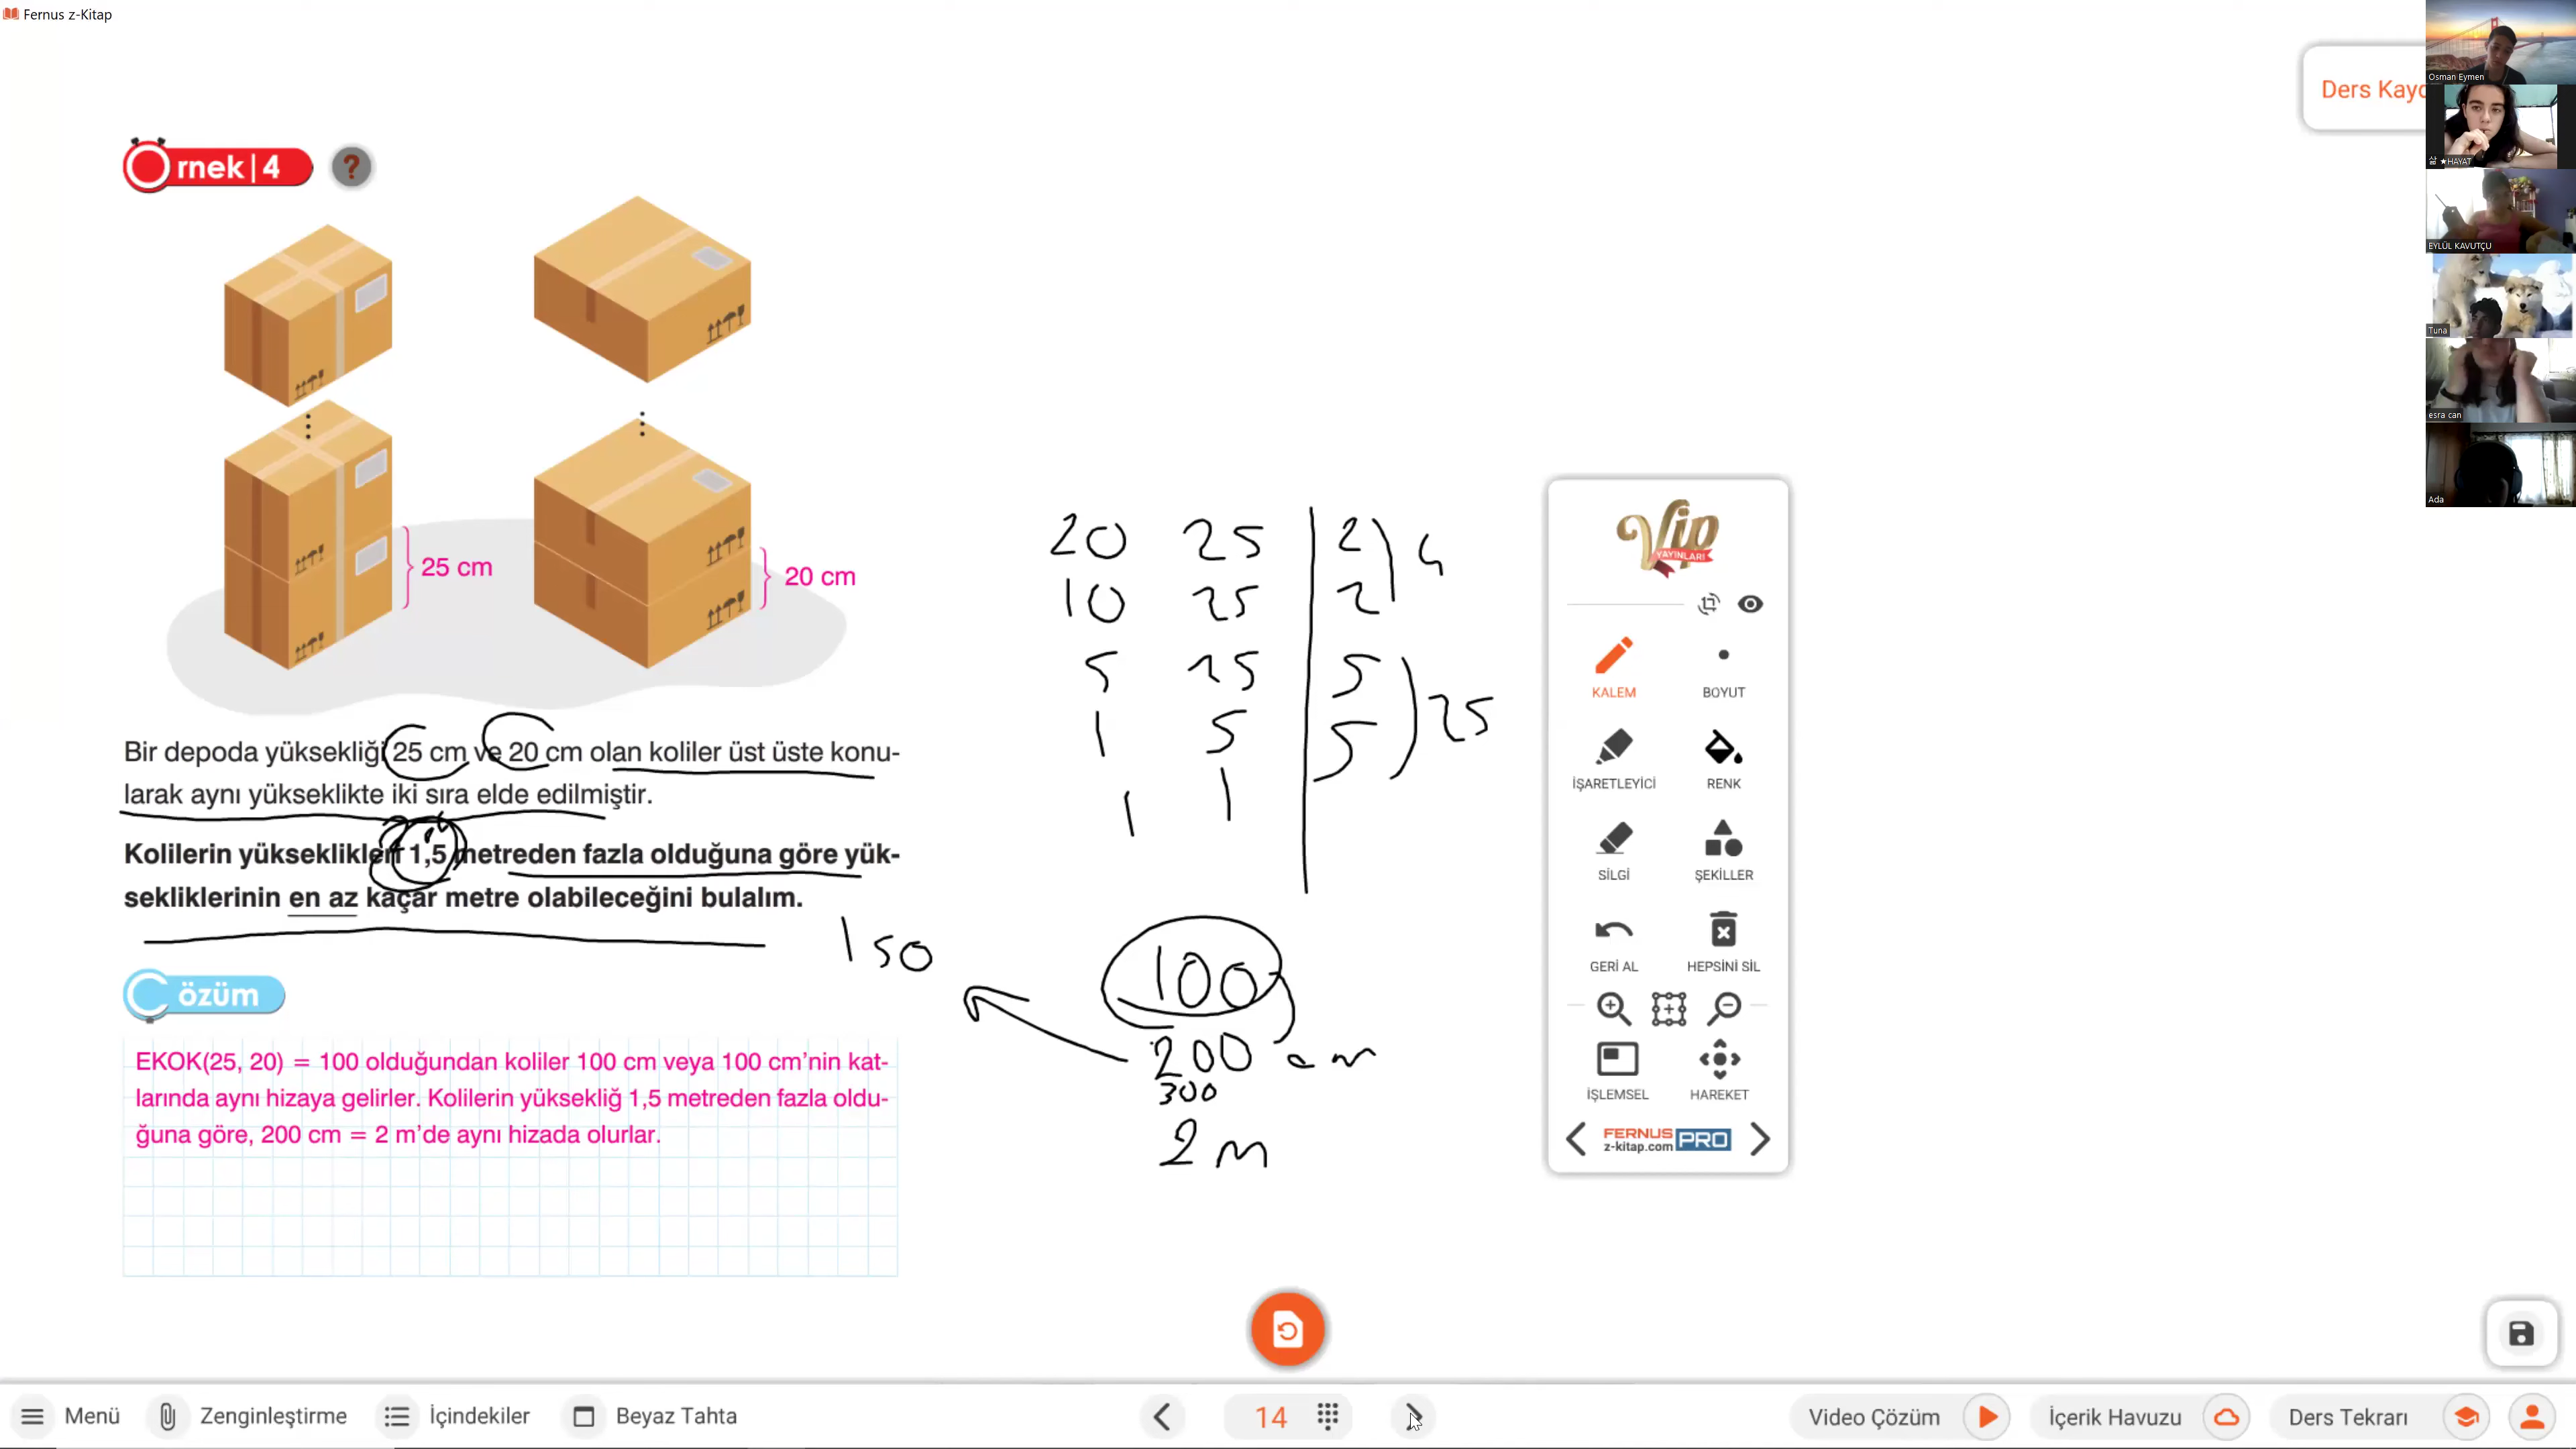 Fernus z-Kitap
Ders Kayd
Osman Eymen
삶 ★HAYAT
EYLÜL KAVUTÇU
Tuna
esra can
Ada
Örnek|4
?
25 cm
20 cm
Bir depoda yüksekliği 25 cm ve 20 cm olan koliler üst üste konu-
larak aynı yükseklikte iki sıra elde edilmiştir.
Kolilerin yükseklikleri 1,5 metreden fazla olduğuna göre yük-
sekliklerinin en az kaçar metre olabileceğini bulalım.
Çözüm
EKOK(25, 20) = 100 olduğundan koliler 100 cm veya 100 cm'nin kat-
larında aynı hizaya gelirler. Kolilerin yüksekliğ 1,5 metreden fazla oldu-
ğuna göre, 200 cm = 2 m'de aynı hizada olurlar.
20 25 2 4
10 25 2
5 25 5
1 5 5 25
1 1
150
100
200 cm
300
2 m
Vip
YAYINLARI
KALEM
BOYUT
İŞARETLEYİCİ
RENK
SİLGİ
ŞEKİLLER
GERİ AL
HEPSİNİ SİL
İŞLEMSEL
HAREKET
FERNUS
z-kitap.com PRO
Menü
Zenginleştirme
İçindekiler
Beyaz Tahta
14
Video Çözüm
İçerik Havuzu
Ders Tekrarı